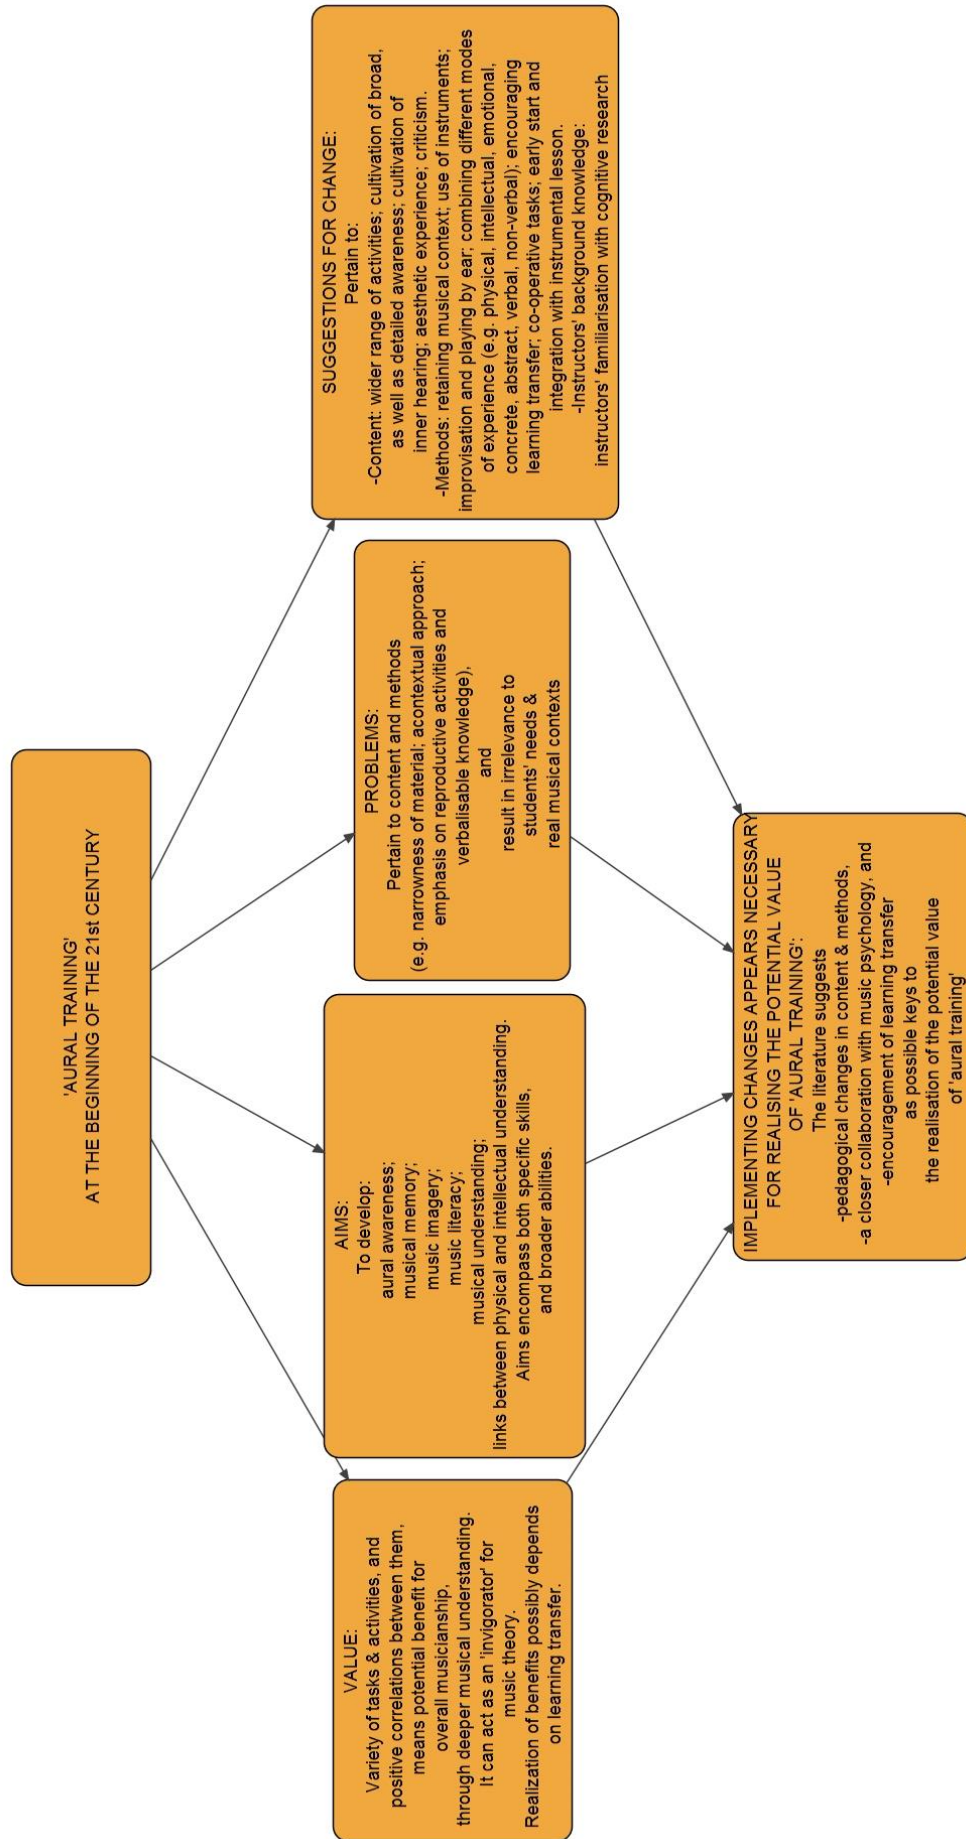 'AURAL TRAINING'
AT THE BEGINNING OF THE 21st CENTURY
VALUE:
Variety of tasks & activities, and
positive correlations between them,
means potential benefit for
overall musicianship,
through deeper musical understanding.
It can act as an 'invigorator' for
music theory.
Realization of benefits possibly depends
on learning transfer.
AIMS:
To develop:
aural awareness;
musical memory;
music imagery;
music literacy;
musical understanding;
links between physical and intellectual understanding.
Aims encompass both specific skills,
and broader abilities.
PROBLEMS:
Pertain to content and methods
(e.g. narrowness of material; acontextual approach;
emphasis on reproductive activities and
verbalisable knowledge),
and
result in irrelevance to
students' needs &
real musical contexts
SUGGESTIONS FOR CHANGE:
Pertain to:
-Content: wider range of activities; cultivation of broad,
as well as detailed awareness; cultivation of
inner hearing; aesthetic experience; criticism.
-Methods: retaining musical context; use of instruments;
improvisation and playing by ear; combining different modes
of experience (e.g. physical, intellectual, emotional,
concrete, abstract, verbal, non-verbal); encouraging
learning transfer; co-operative tasks; early start and
integration with instrumental lesson.
-Instructors' background knowledge:
instructors' familiarisation with cognitive research
IMPLEMENTING CHANGES APPEARS NECESSARY
FOR REALISING THE POTENTIAL VALUE
OF 'AURAL TRAINING':
The literature suggests
-pedagogical changes in content & methods,
-a closer collaboration with music psychology, and
-encouragement of learning transfer
as possible keys to
the realisation of the potential value
of 'aural training'